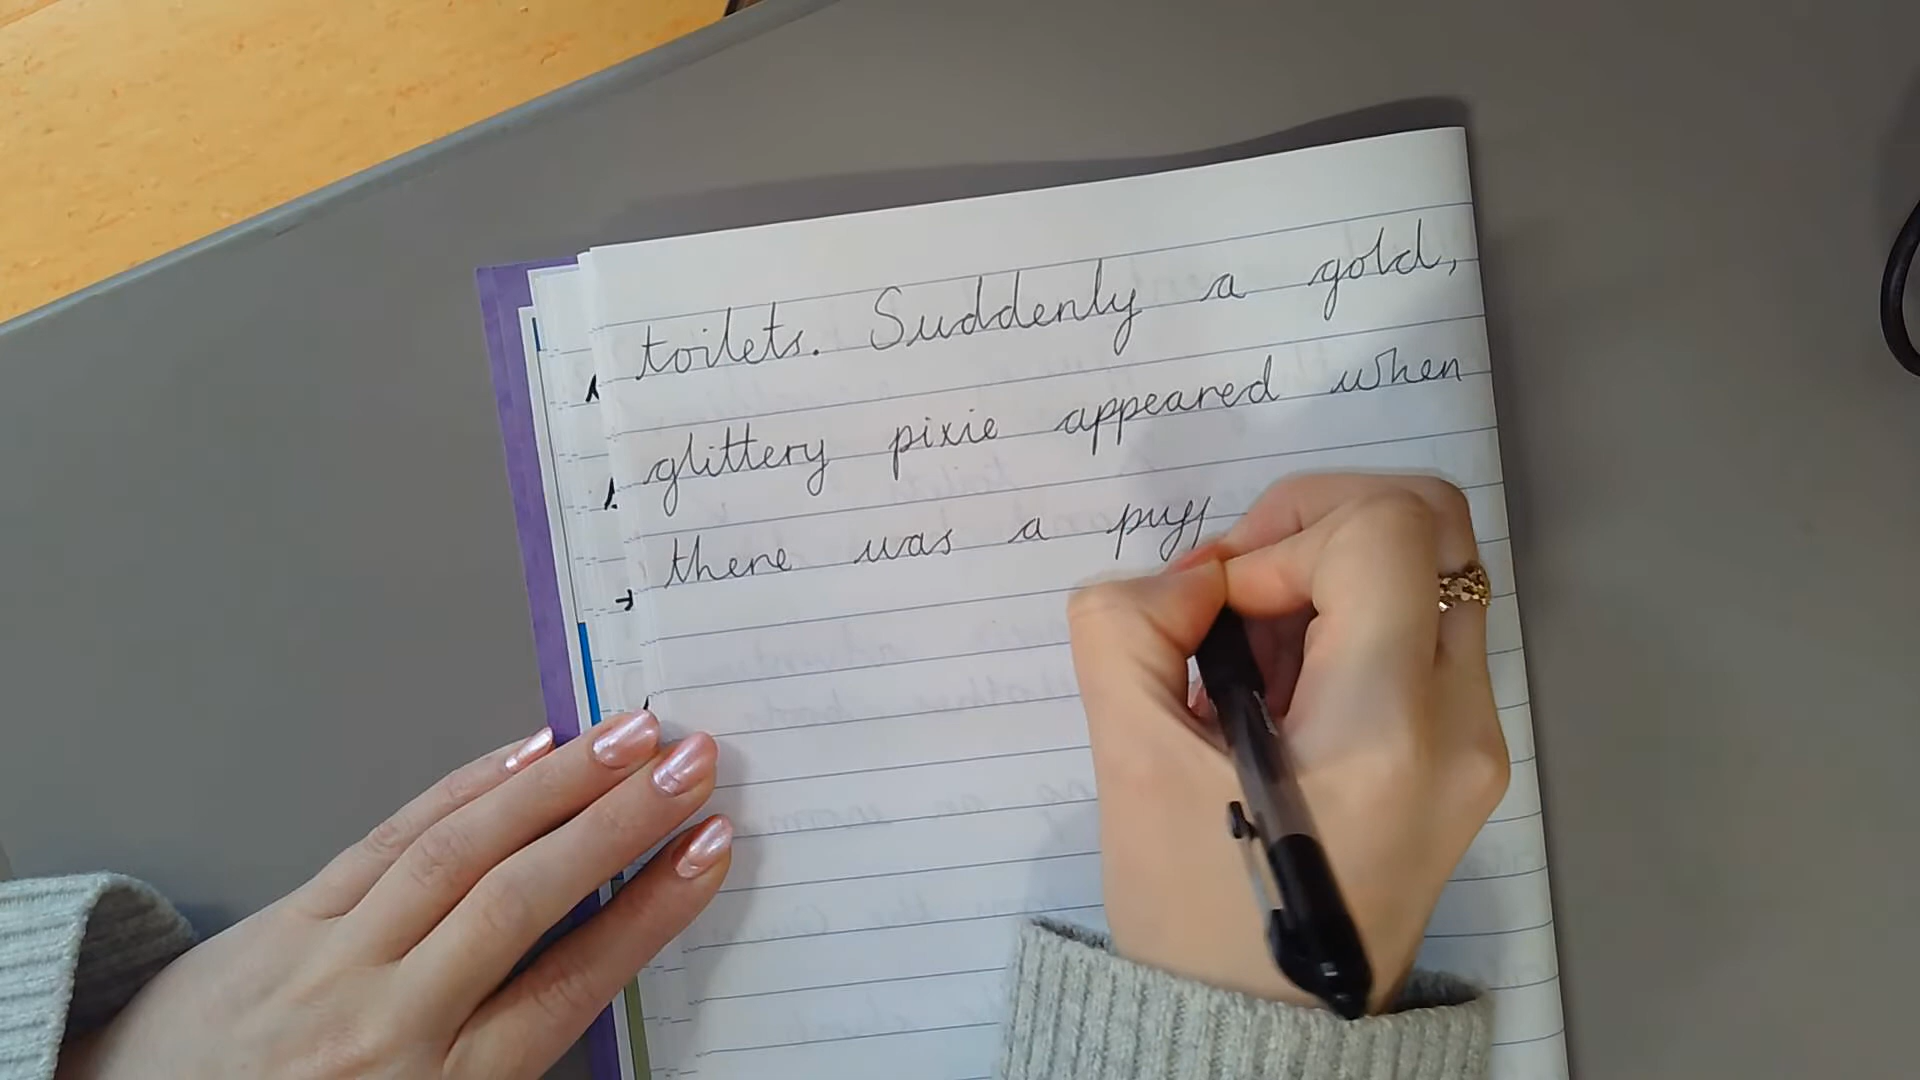 toilets. Suddenly a gold,
glittery pixie appeared when
there was a puff